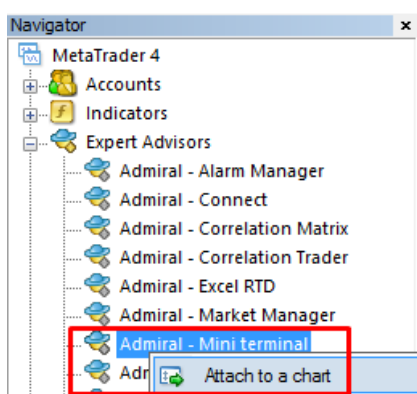 Navigator
MetaTrader 4
Accounts
Indicators
Expert Advisors
Admiral - Alarm Manager
Admiral - Connect
Admiral - Correlation Matrix
Admiral - Correlation Trader
Admiral - Excel RTD
Admiral - Market Manager
Admiral - Mini terminal
Adr
Attach to a chart